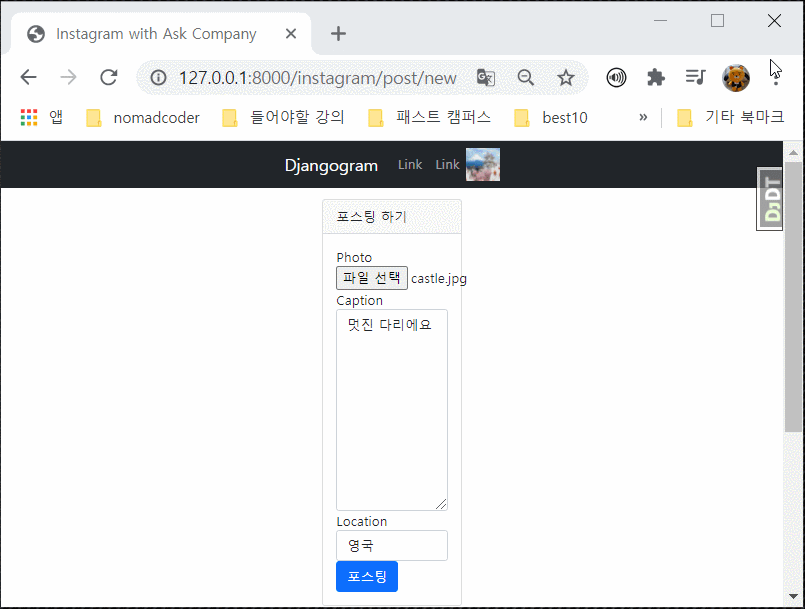 Instagram with Ask Company
127.0.0.1:8000/instagram/post/new
앱 nomadcoder 들어야할 강의 패스트 캠퍼스 best10 » 기타 북마크
Djangogram Link Link
DJDT
포스팅 하기
Photo
파일 선택 castle.jpg
Caption
멋진 다리에요
Location
영국
포스팅